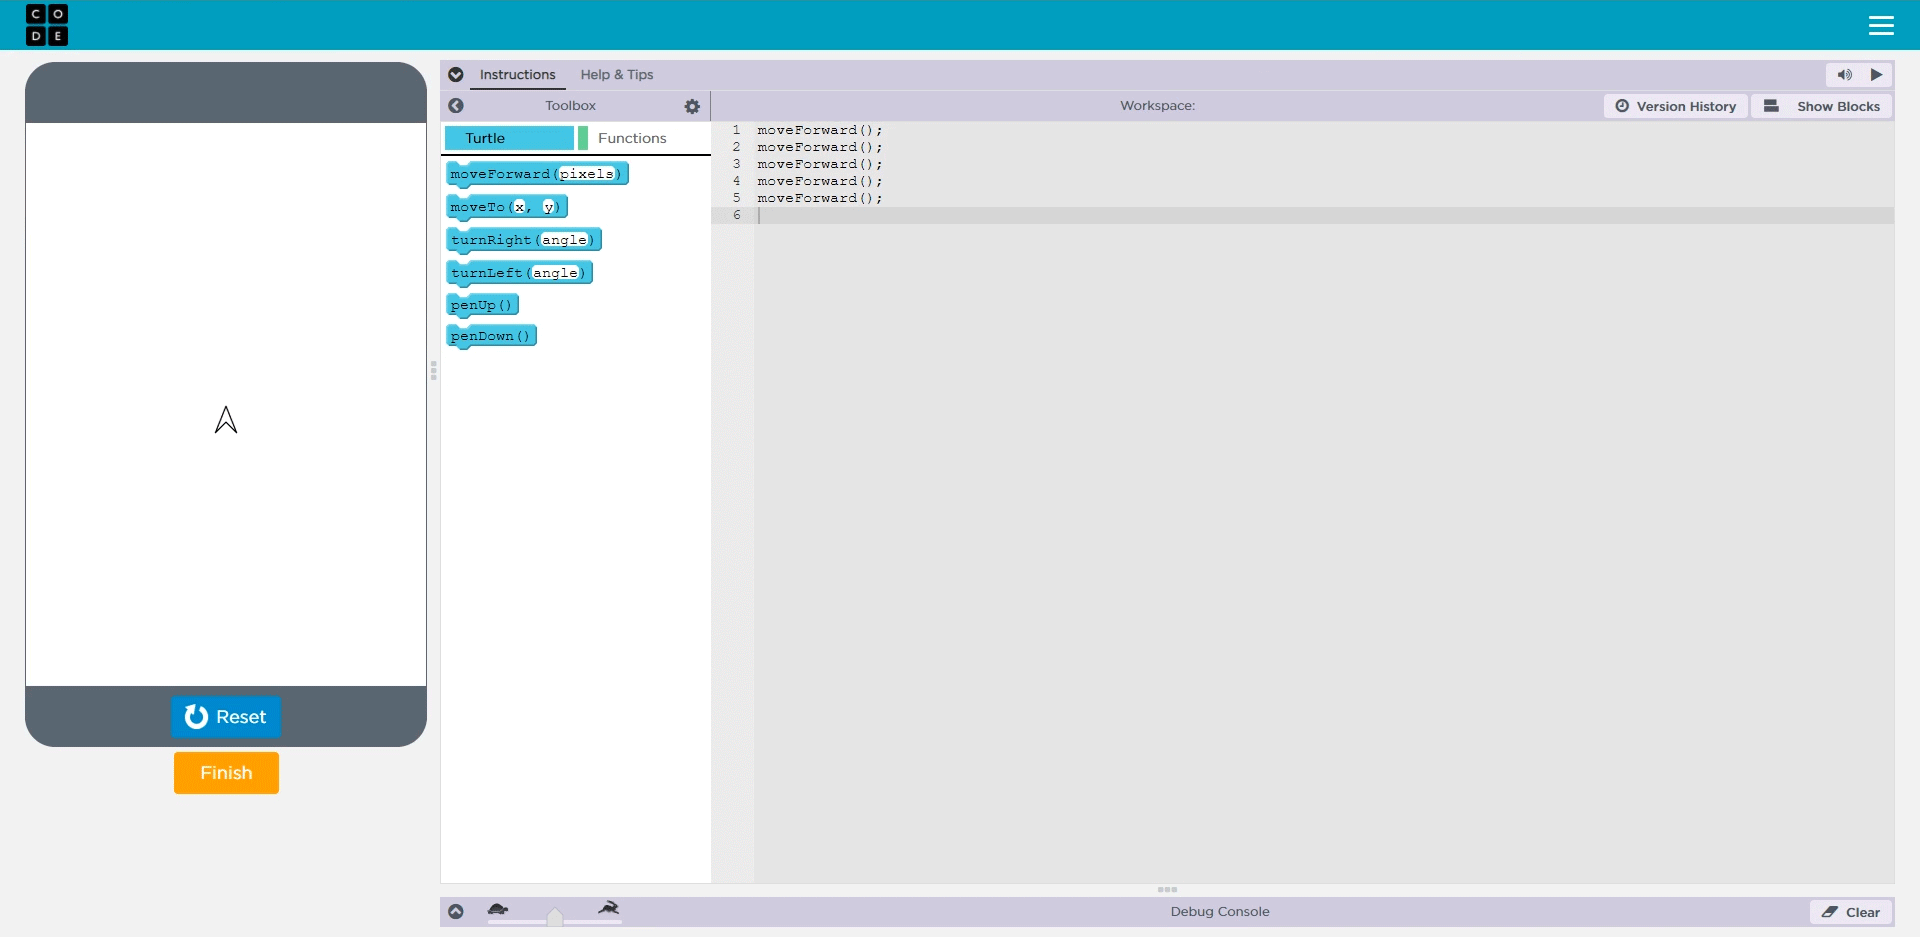 C O
D E
Instructions Help & Tips
Toolbox Workspace: Version History Show Blocks
Turtle Functions
moveForward(pixels)
moveTo(x, y)
turnRight(angle)
turnLeft(angle)
penUp()
penDown()
1 moveForward();
2 moveForward();
3 moveForward();
4 moveForward();
5 moveForward();
6
Reset
Finish
Debug Console Clear